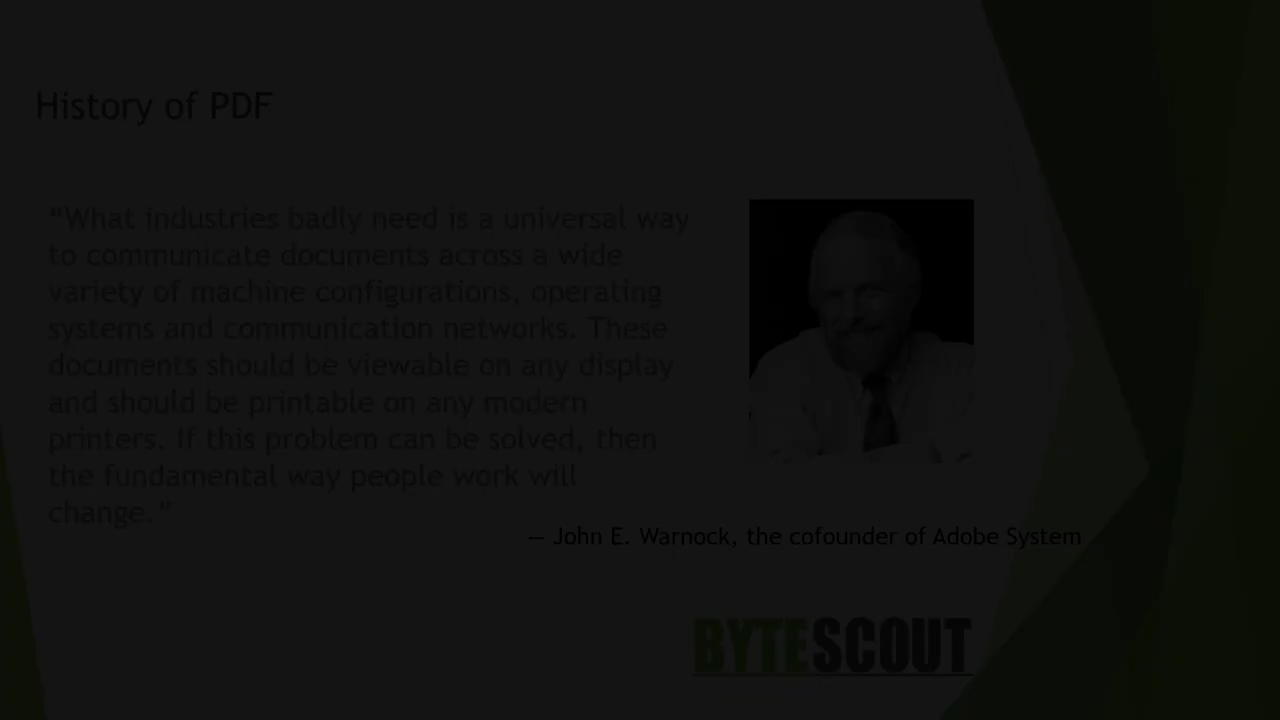 History of PDF
“What industries badly need is a universal way
to communicate documents across a wide
variety of machine configurations, operating
systems and communication networks. These
documents should be viewable on any display
and should be printable on any modern
printers. If this problem can be solved, then
the fundamental way people work will
change.”
— John E. Warnock, the cofounder of Adobe System
BYTESCOUT